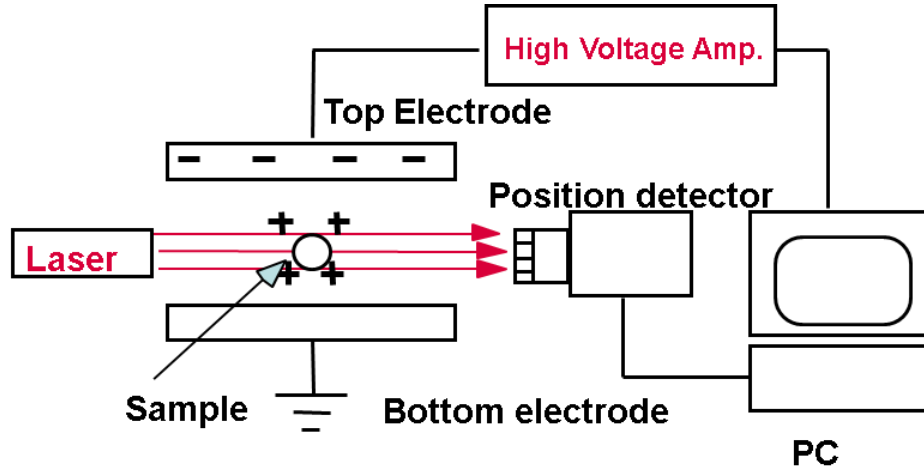 High Voltage Amp.
Top Electrode
- - - -
Position detector
+ +
Laser
+ +
Sample
Bottom electrode
PC